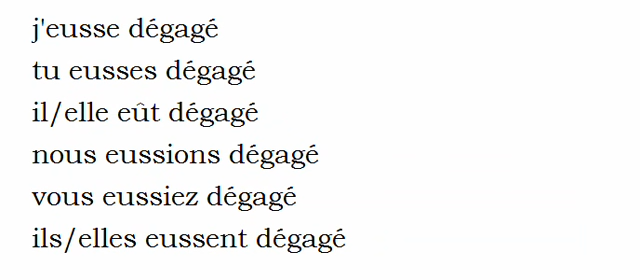 j'eusse dégagé
tu eusses dégagé
il/elle eût dégagé
nous eussions dégagé
vous eussiez dégagé
ils/elles eussent dégagé